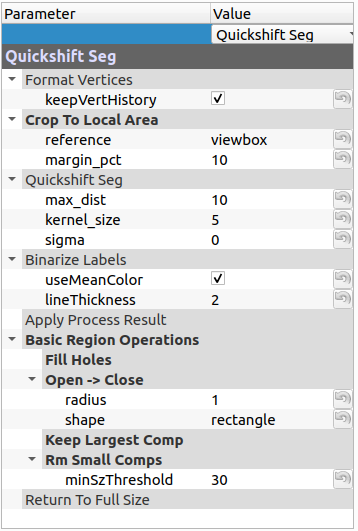 Parameter Value
Quickshift Seg
Quickshift Seg
Format Vertices
keepVertHistory
Crop To Local Area
reference viewbox
margin_pct 10
Quickshift Seg
max_dist 10
kernel_size 5
sigma 0
Binarize Labels
useMeanColor
lineThickness 2
Apply Process Result
Basic Region Operations
Fill Holes
Open -> Close
radius 1
shape rectangle
Keep Largest Comp
Rm Small Comps
minSzThreshold 30
Return To Full Size